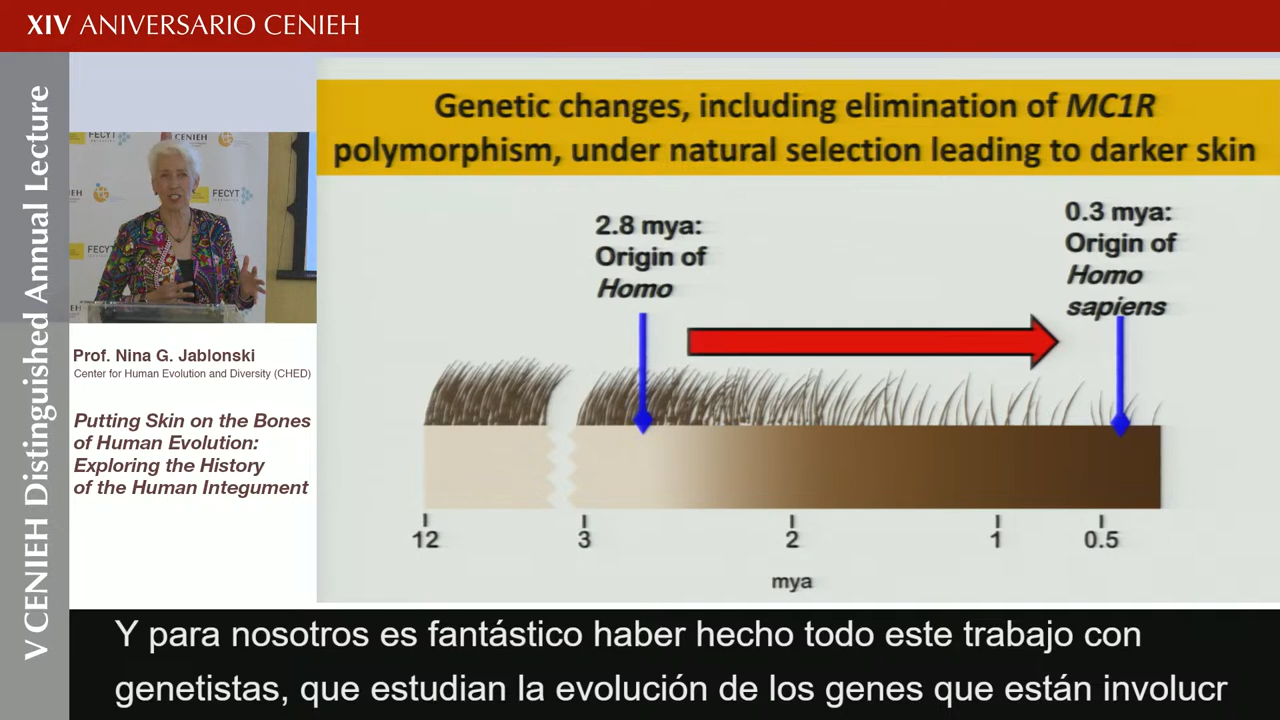 XIV ANIVERSARIO CENIEH
V CENIEH Distinguished Annual Lecture
FECYT
CENIEH
FECYT
FECYT
Prof. Nina G. Jablonski
Center for Human Evolution and Diversity (CHED)
Putting Skin on the Bones
of Human Evolution:
Exploring the History
of the Human Integument
Genetic changes, including elimination of MC1R
polymorphism, under natural selection leading to darker skin
2.8 mya:
Origin of
Homo
0.3 mya:
Origin of
Homo
sapiens
12
3
2
1
0.5
mya
Y para nosotros es fantástico haber hecho todo este trabajo con
genetistas, que estudian la evolución de los genes que están involucr